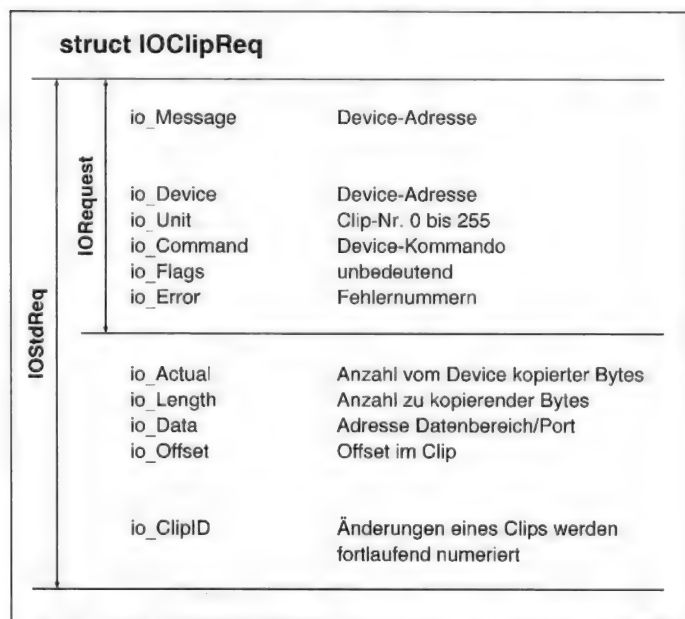 struct IOClipReq
IOStdReq
IORequest
io_Message Device-Adresse
io_Device Device-Adresse
io_Unit Clip-Nr. 0 bis 255
io_Command Device-Kommando
io_Flags unbedeutend
io_Error Fehlernummern
io_Actual Anzahl vom Device kopierter Bytes
io_Length Anzahl zu kopierender Bytes
io_Data Adresse Datenbereich/Port
io_Offset Offset im Clip
io_ClipID Änderungen eines Clips werden
fortlaufend numeriert